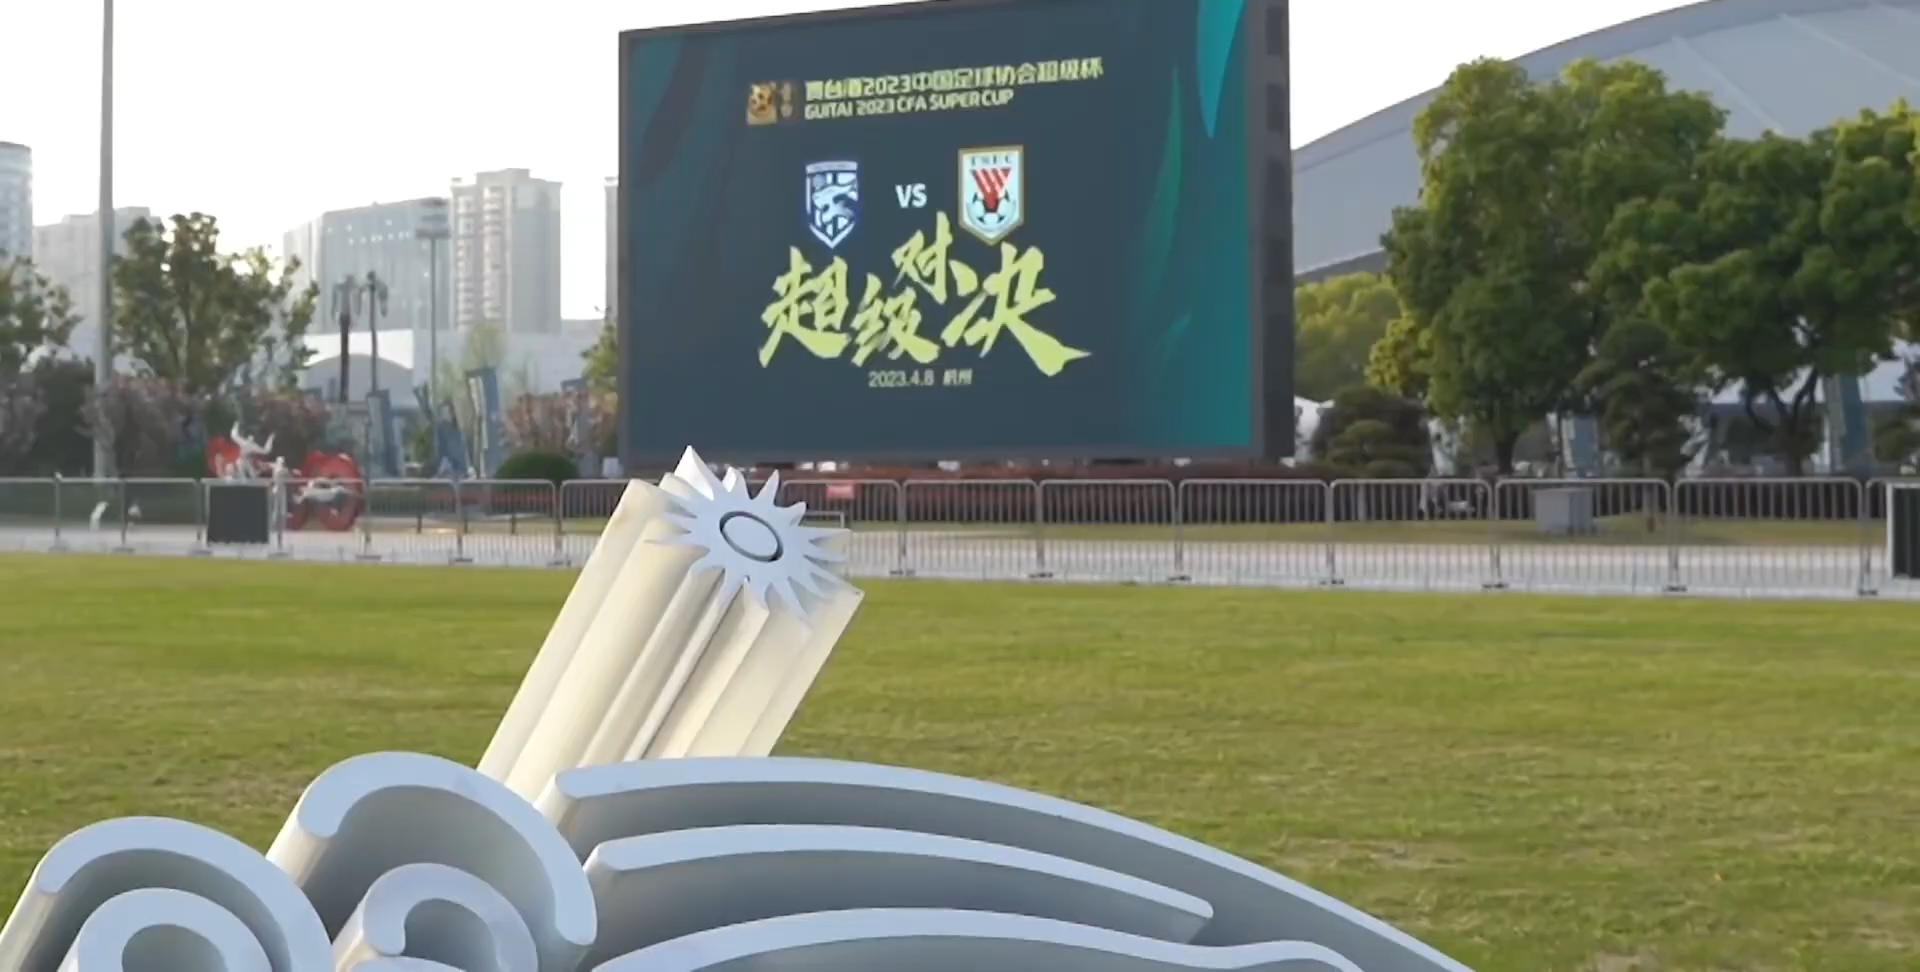 贵台酒2023中国足球协会超级杯
GUITAI 2023 CFA SUPER CUP
VS
超级对决
2023.4.8 杭州